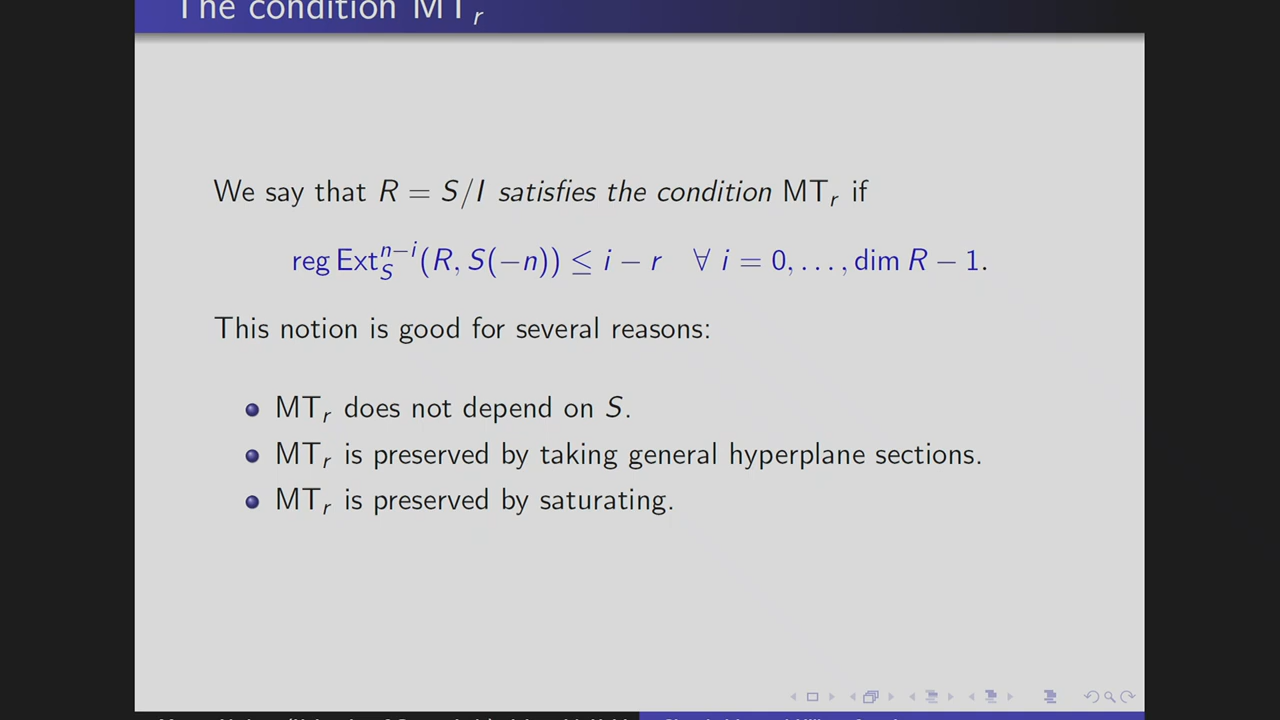 The condition MT_r
We say that R = S/I satisfies the condition MT_r if
reg Ext_S^{n−i}(R, S(−n)) ≤ i − r ∀ i = 0, . . . , dim R − 1.
This notion is good for several reasons:
MT_r does not depend on S.
MT_r is preserved by taking general hyperplane sections.
MT_r is preserved by saturating.